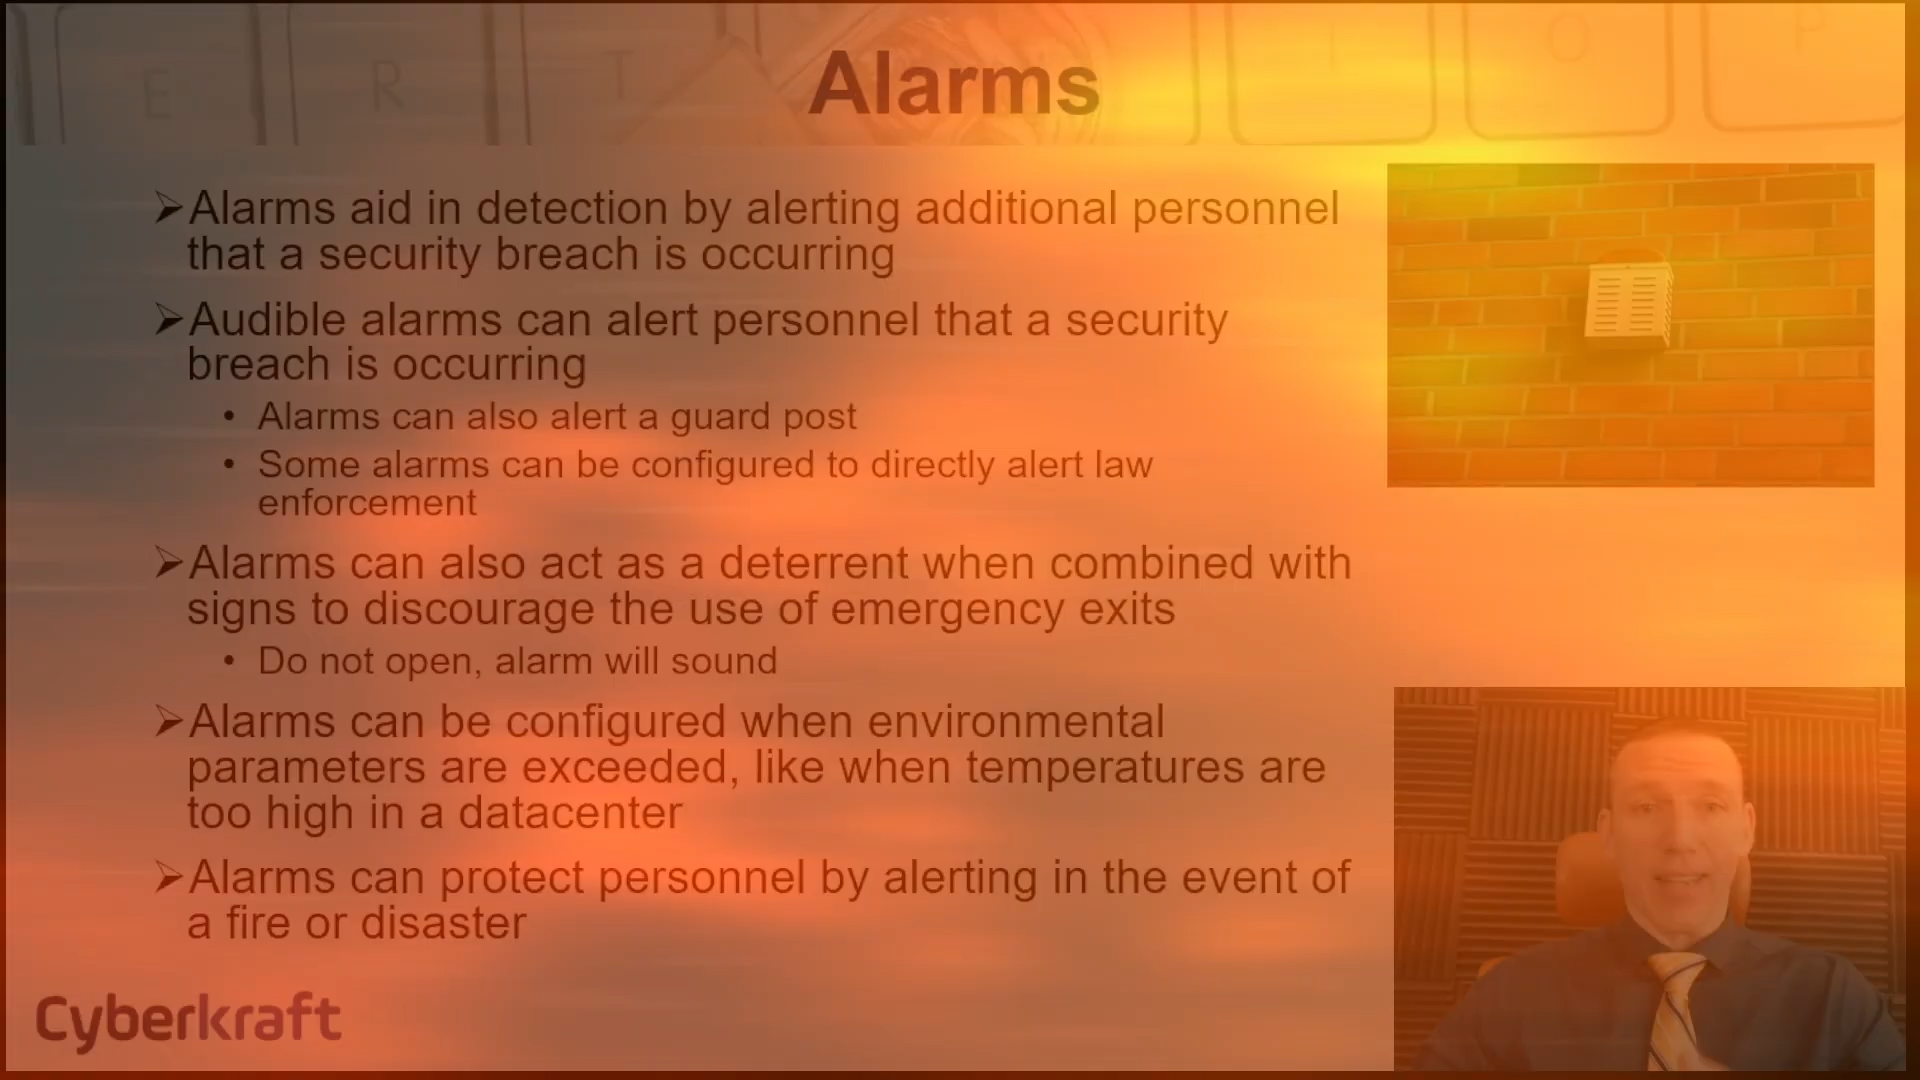 E R T I O P
Alarms
➢Alarms aid in detection by alerting additional personnel
that a security breach is occurring
➢Audible alarms can alert personnel that a security
breach is occurring
• Alarms can also alert a guard post
• Some alarms can be configured to directly alert law
enforcement
➢Alarms can also act as a deterrent when combined with
signs to discourage the use of emergency exits
• Do not open, alarm will sound
➢Alarms can be configured when environmental
parameters are exceeded, like when temperatures are
too high in a datacenter
➢Alarms can protect personnel by alerting in the event of
a fire or disaster
Cyberkraft